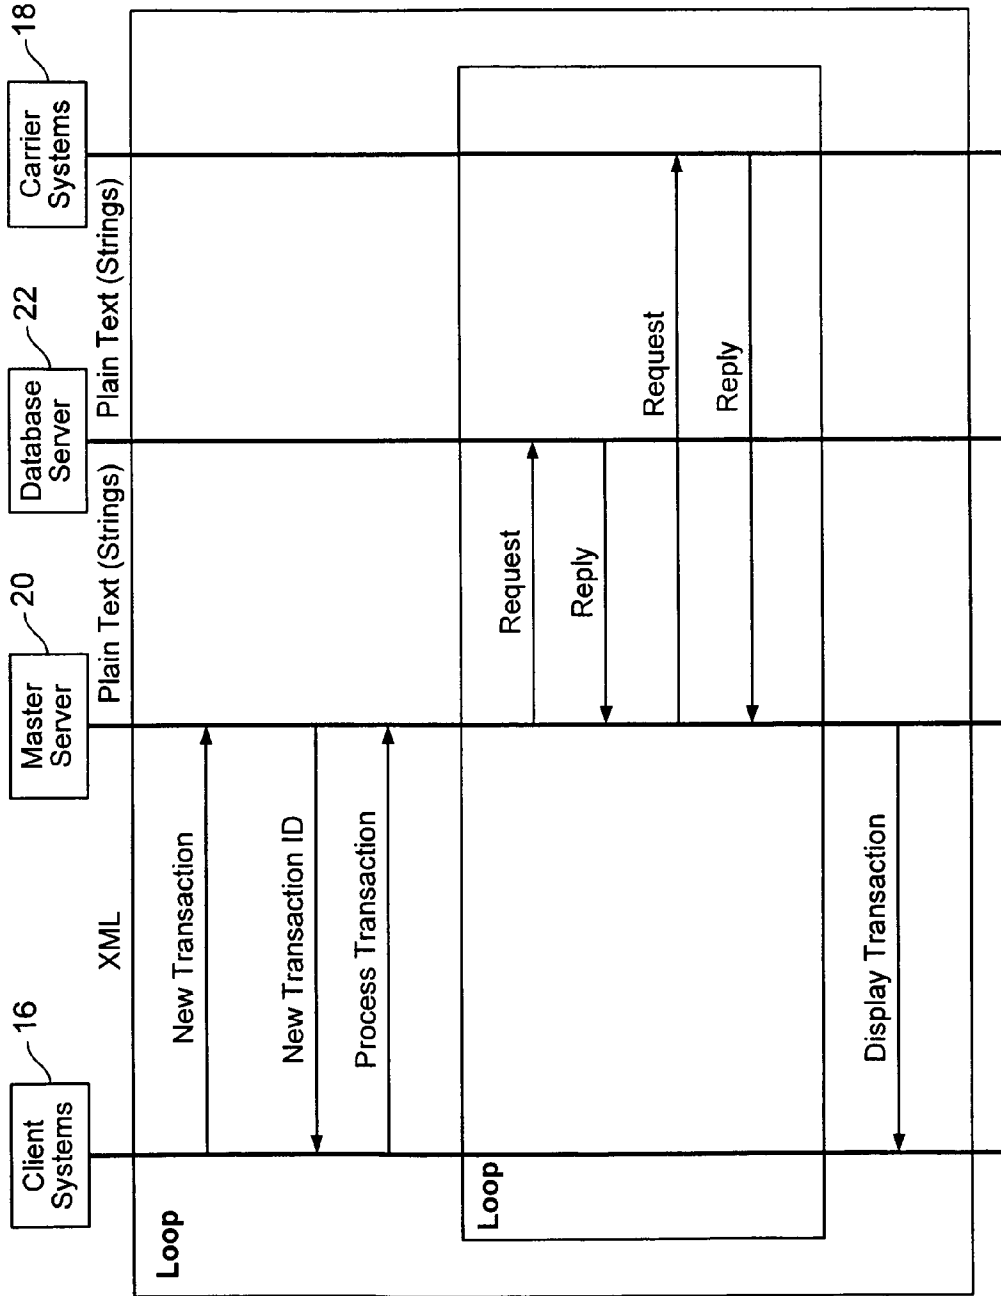 Client
Systems
16
Master
Server
20
Database
Server
22
Carrier
Systems
18
XML
Plain Text (Strings)
Plain Text (Strings)
Loop
New Transaction
New Transaction ID
Process Transaction
Loop
Request
Reply
Request
Reply
Display Transaction